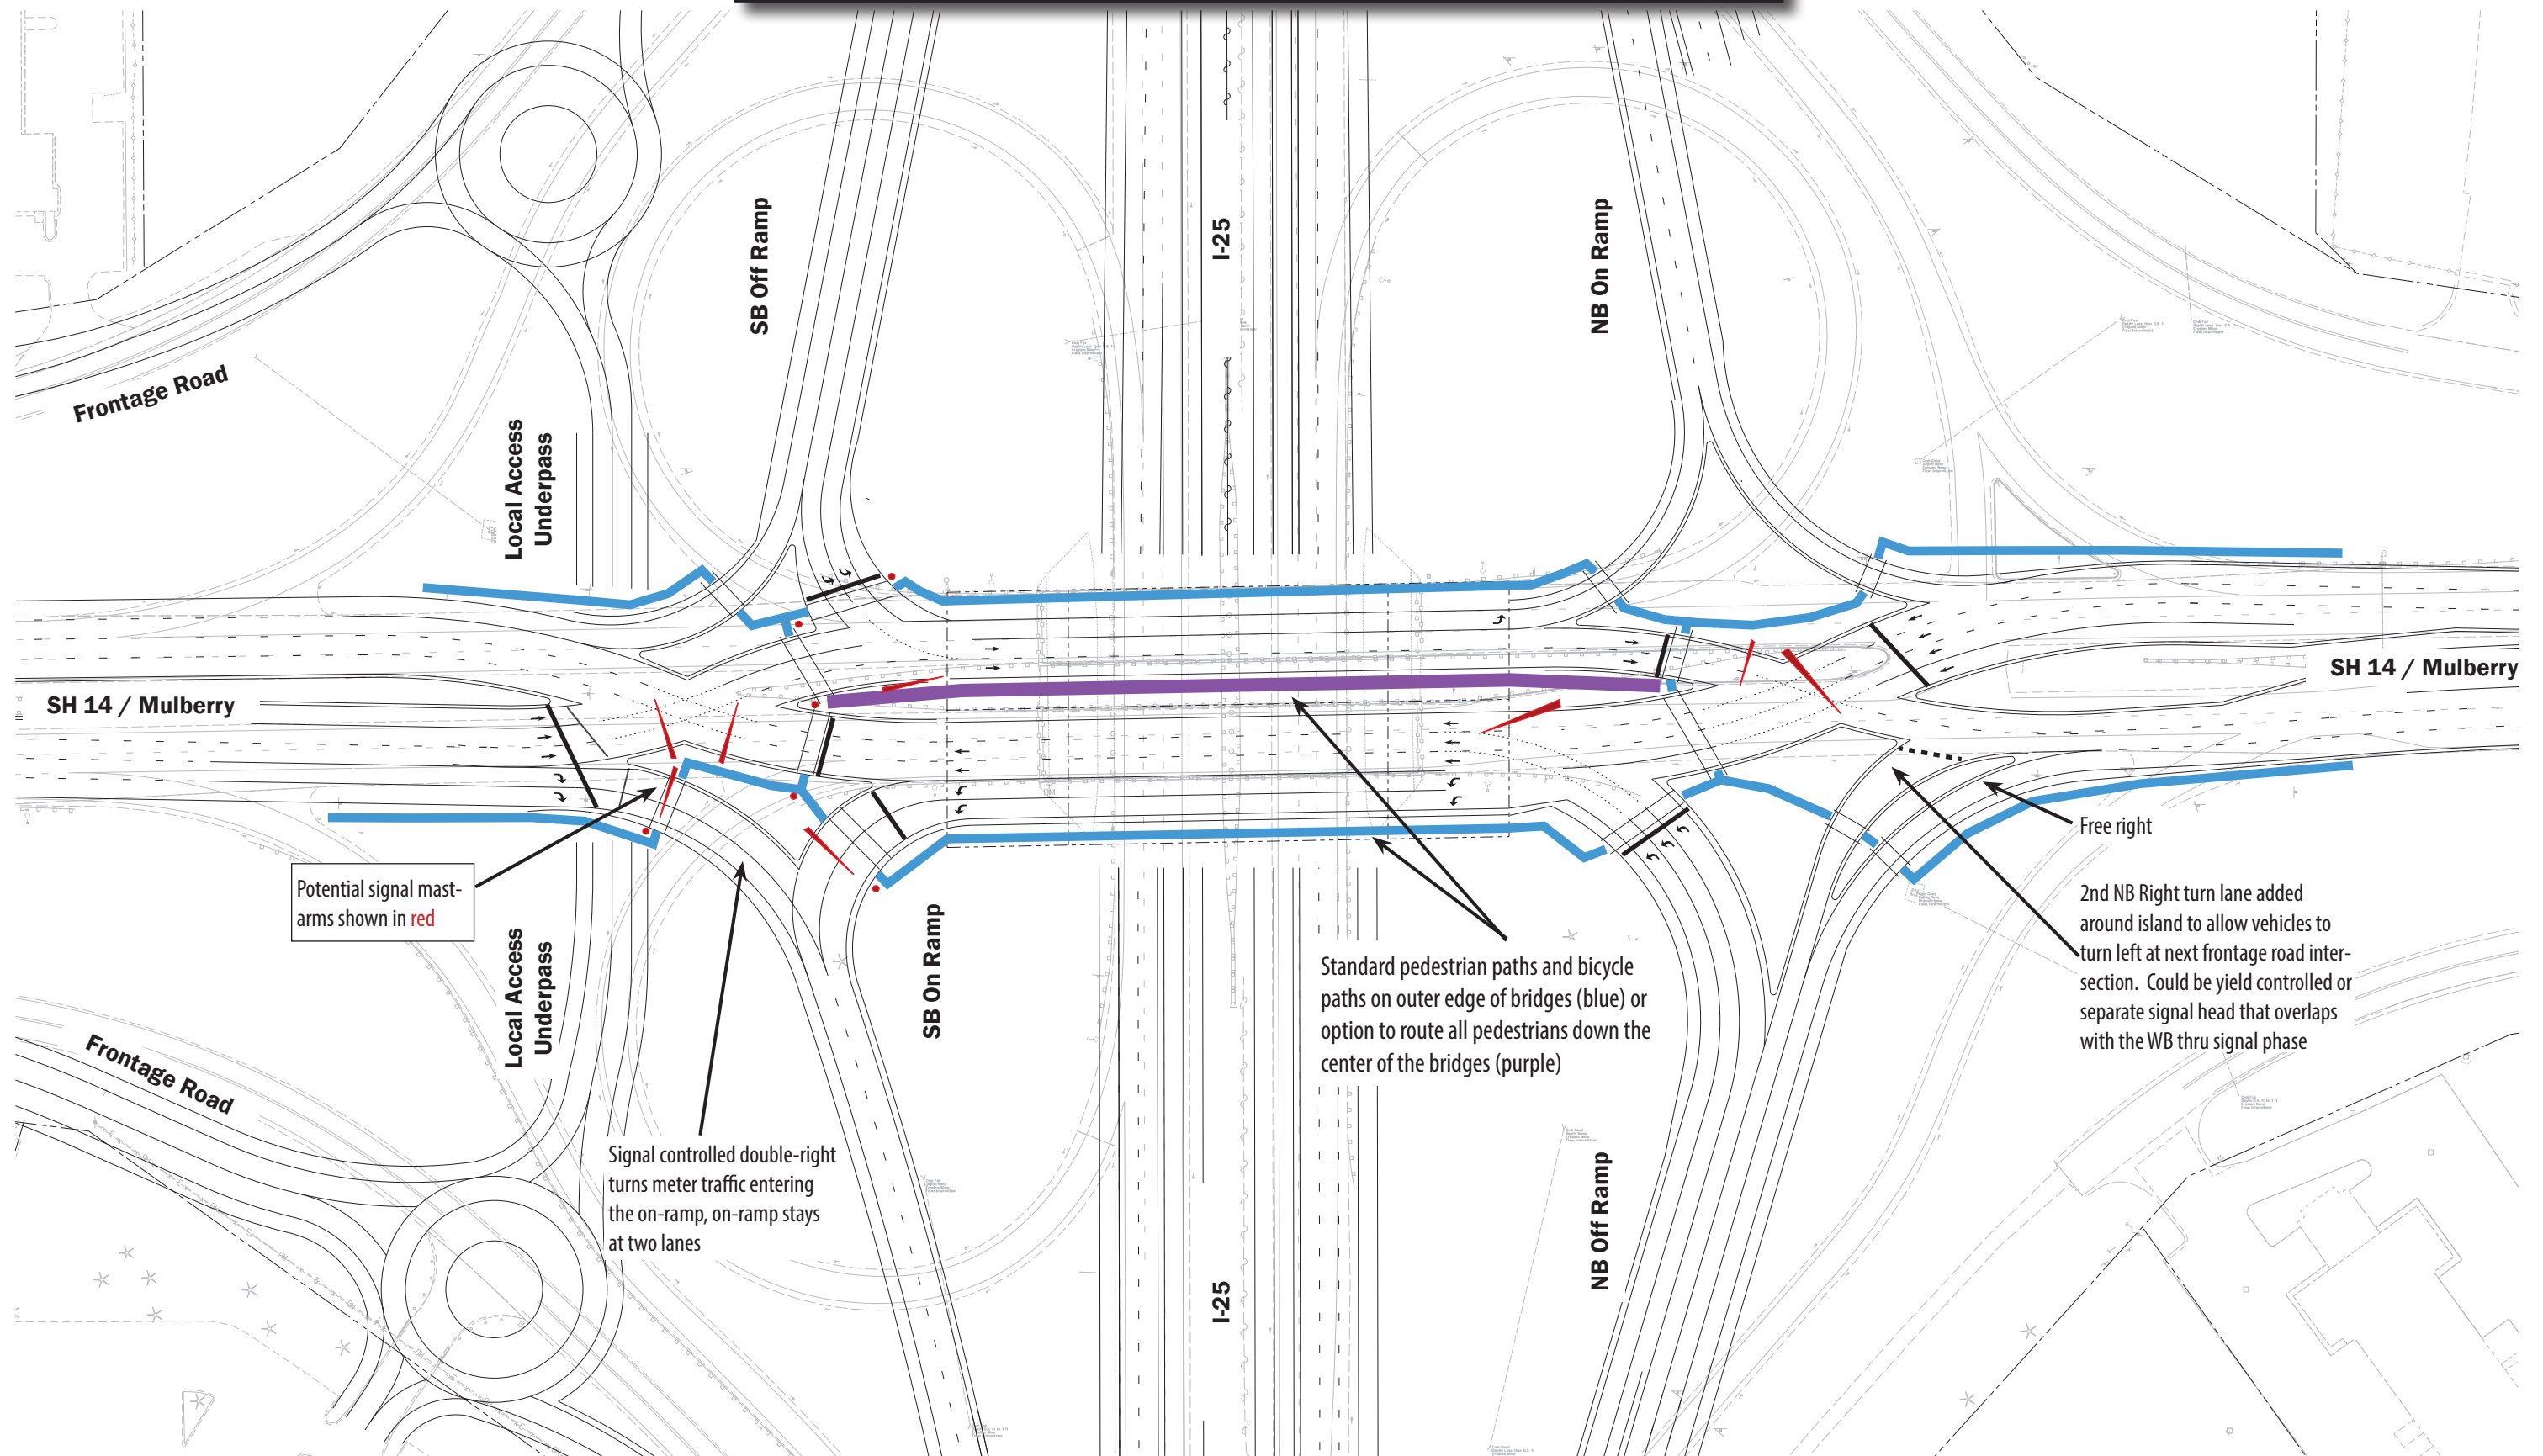 I-25
SB Off Ramp
NB On Ramp
Frontage Road
Local Access
Underpass
SH 14 / Mulberry
SH 14 / Mulberry
Free right
Potential signal mast-
arms shown in red
2nd NB Right turn lane added
around island to allow vehicles to
turn left at next frontage road inter-
section. Could be yield controlled or
separate signal head that overlaps
with the WB thru signal phase
Standard pedestrian paths and bicycle
paths on outer edge of bridges (blue) or
option to route all pedestrians down the
center of the bridges (purple)
SB On Ramp
Local Access
Underpass
Frontage Road
Signal controlled double-right
turns meter traffic entering
the on-ramp, on-ramp stays
at two lanes
NB Off Ramp
I-25